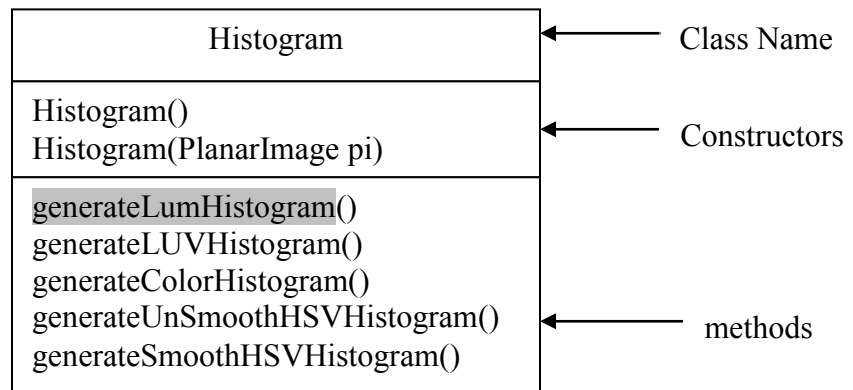 Histogram
Class Name
Histogram()
Histogram(PlanarImage pi)
Constructors
generateLumHistogram()
generateLUVHistogram()
generateColorHistogram()
generateUnSmoothHSVHistogram()
generateSmoothHSVHistogram()
methods